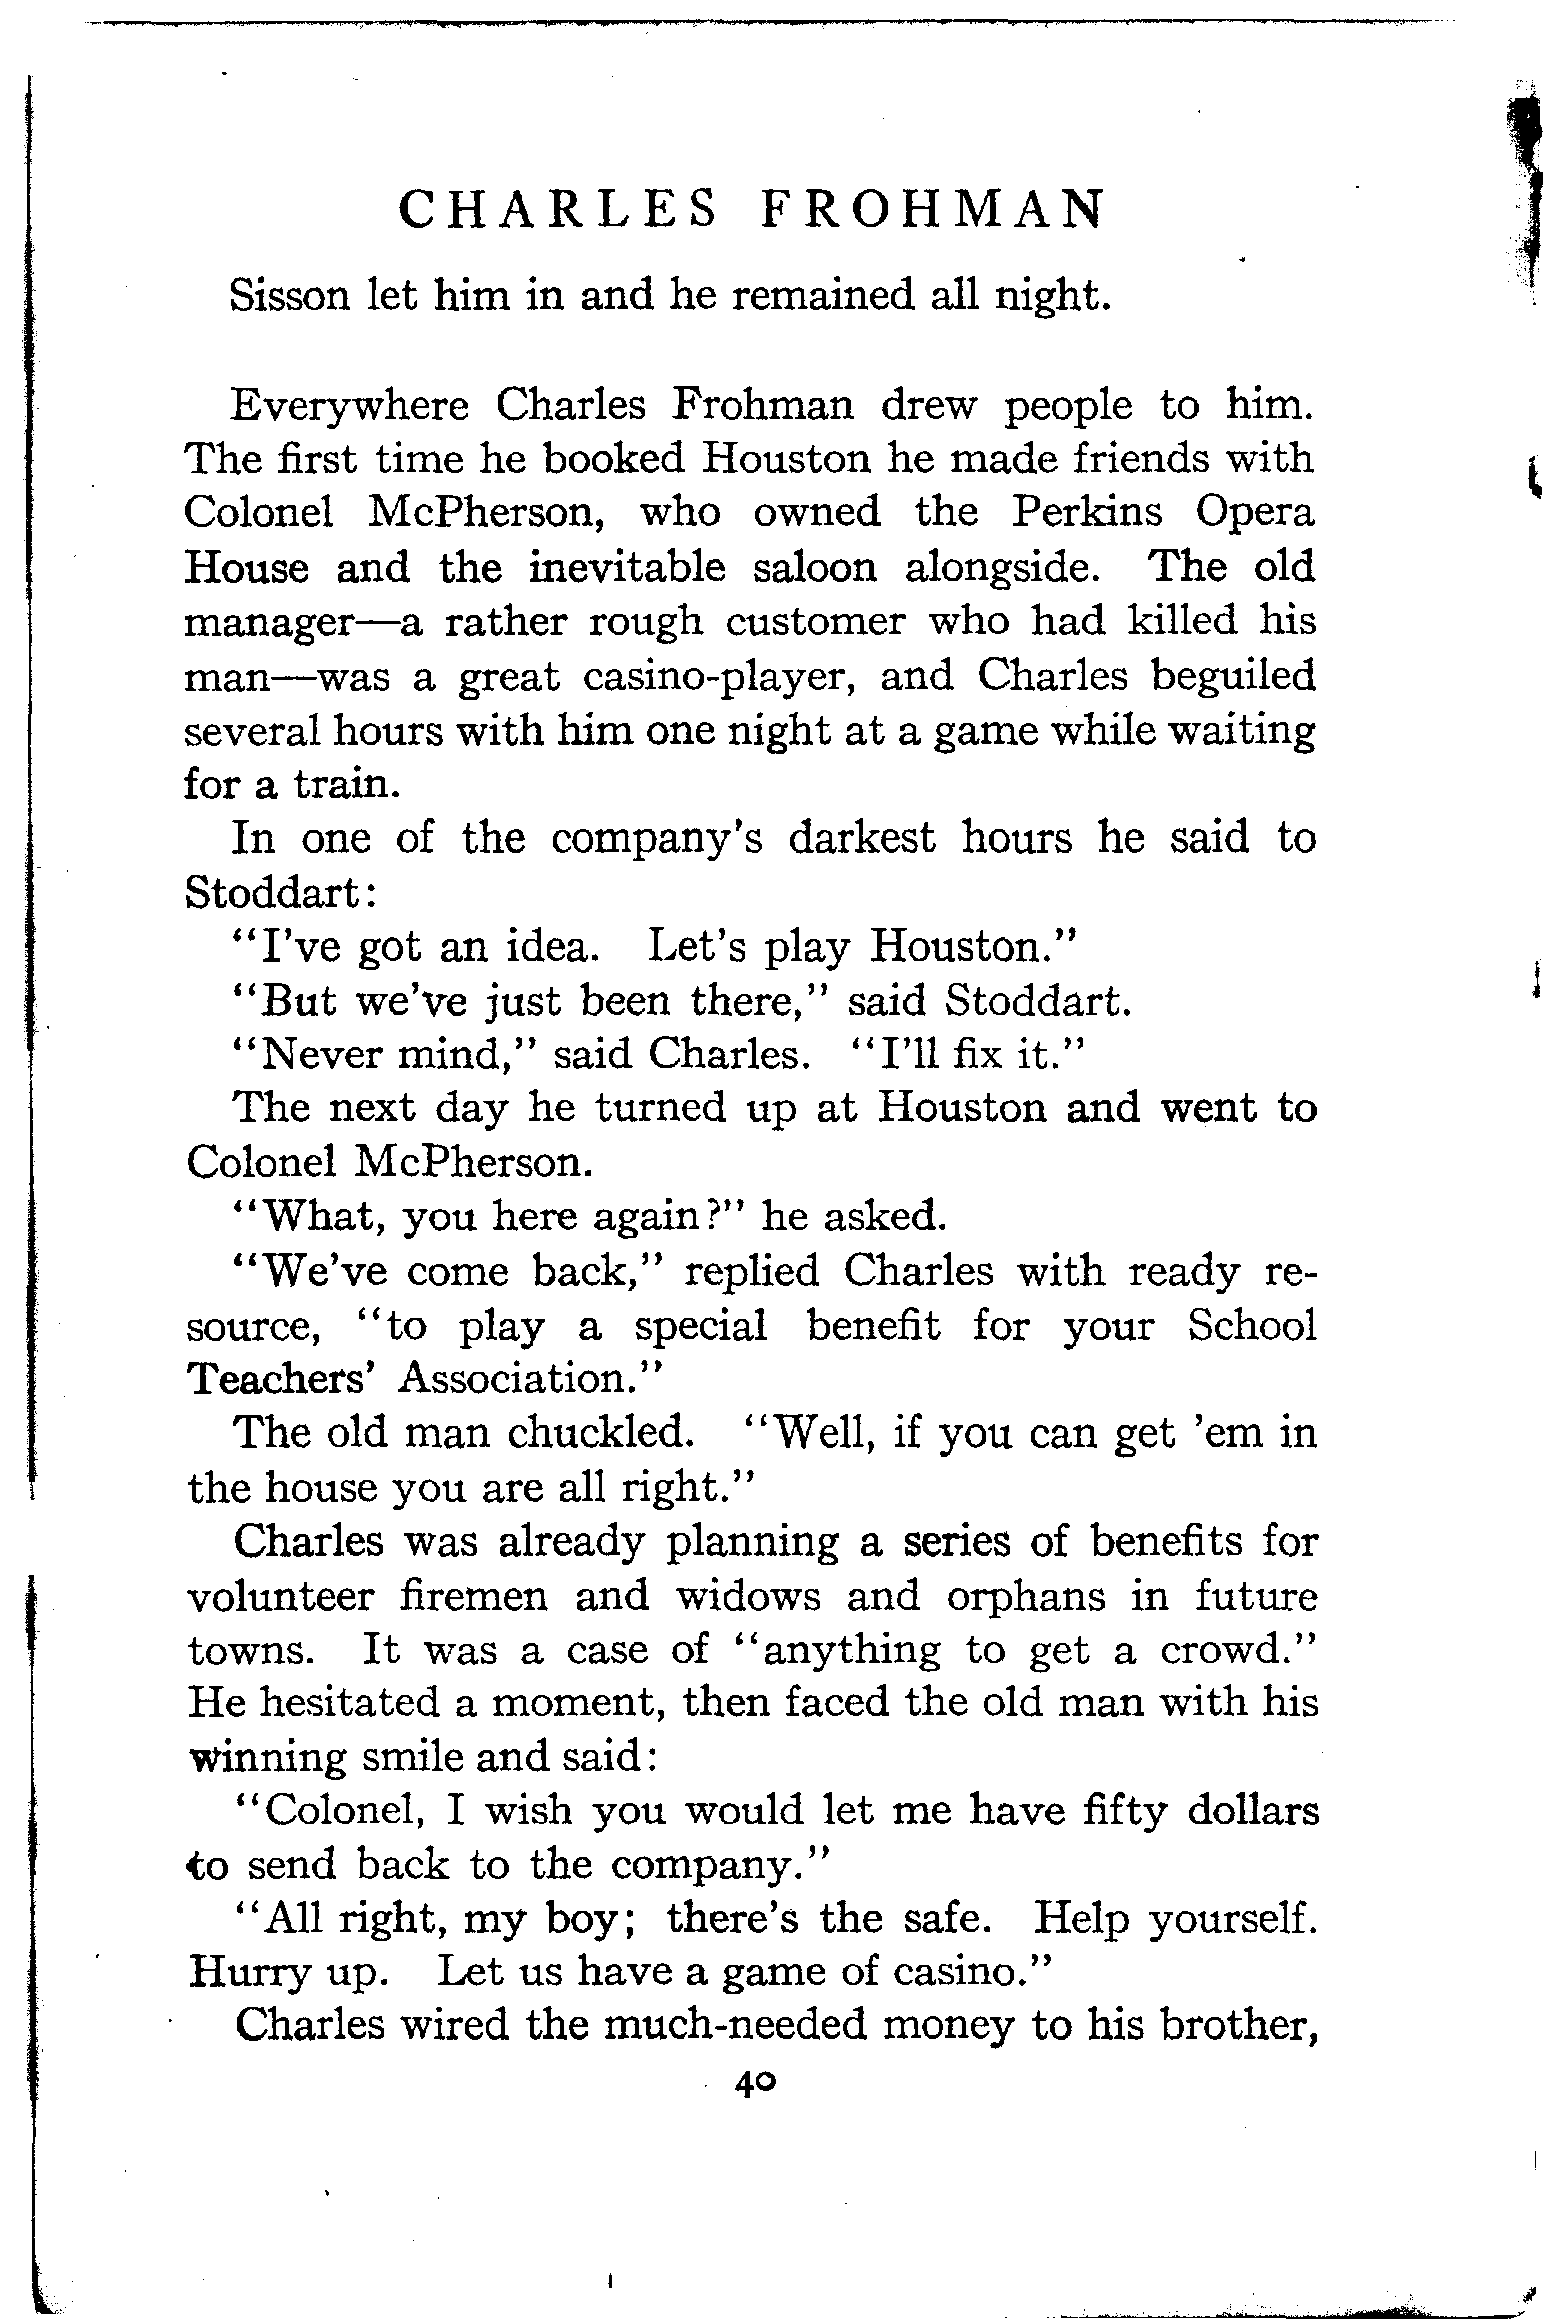 CHARLES FROHMAN
Sisson let him in and he remained all night.
Everywhere Charles Frohman drew people to him.
The first time he booked Houston he made friends with
Colonel McPherson, who owned the Perkins Opera
House and the inevitable saloon alongside. The old
manager—a rather rough customer who had killed his
man—was a great casino-player, and Charles beguiled
several hours with him one night at a game while waiting
for a train.
In one of the company's darkest hours he said to
Stoddart:
"I've got an idea. Let's play Houston."
"But we've just been there," said Stoddart.
"Never mind," said Charles. "I'll fix it."
The next day he turned up at Houston and went to
Colonel McPherson.
"What, you here again?" he asked.
"We've come back," replied Charles with ready re-
source, "to play a special benefit for your School
Teachers' Association."
The old man chuckled. "Well, if you can get 'em in
the house you are all right."
Charles was already planning a series of benefits for
volunteer firemen and widows and orphans in future
towns. It was a case of "anything to get a crowd."
He hesitated a moment, then faced the old man with his
winning smile and said:
"Colonel, I wish you would let me have fifty dollars
to send back to the company."
"All right, my boy; there's the safe. Help yourself.
Hurry up. Let us have a game of casino."
Charles wired the much-needed money to his brother,
40